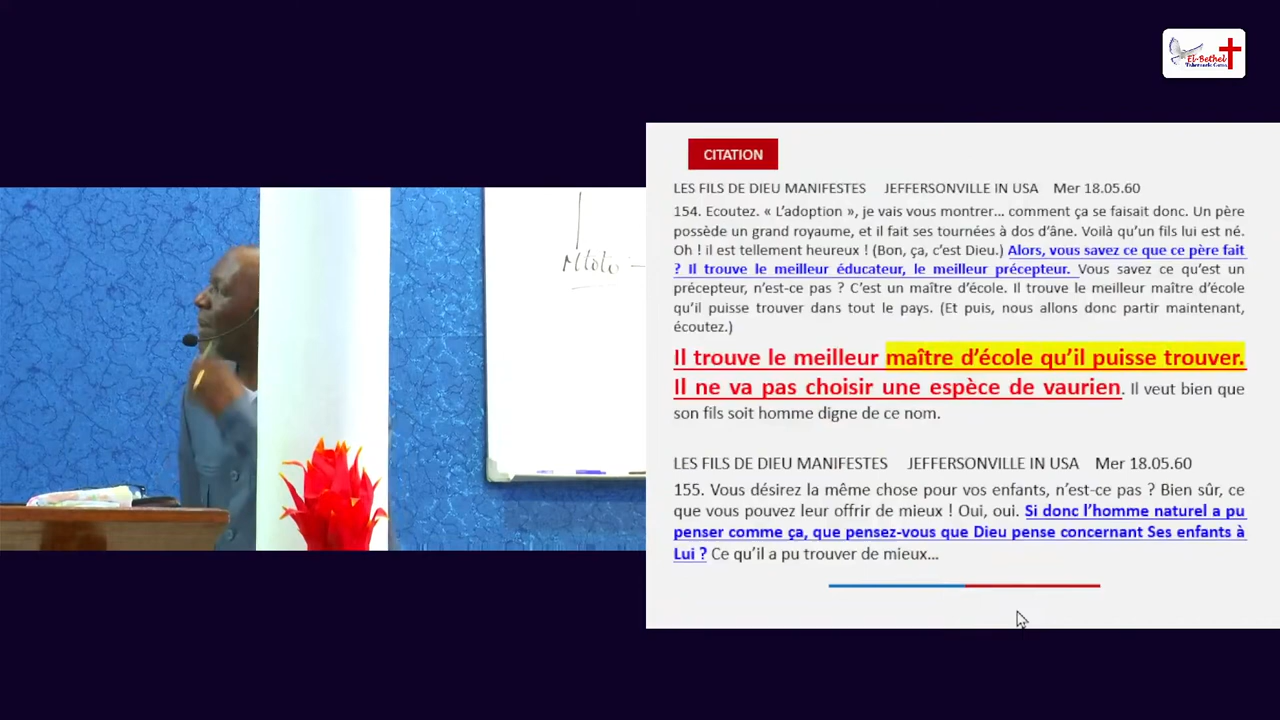 El-Bethel
Tabernacle Goma
CITATION
LES FILS DE DIEU MANIFESTES JEFFERSONVILLE IN USA Mer 18.05.60
154. Ecoutez. « L’adoption », je vais vous montrer… comment ça se faisait donc. Un père
possède un grand royaume, et il fait ses tournées à dos d’âne. Voilà qu’un fils lui est né.
Oh ! il est tellement heureux ! (Bon, ça, c’est Dieu.) Alors, vous savez ce que ce père fait
? Il trouve le meilleur éducateur, le meilleur précepteur. Vous savez ce qu’est un
précepteur, n’est-ce pas ? C’est un maître d’école. Il trouve le meilleur maître d’école
qu’il puisse trouver dans tout le pays. (Et puis, nous allons donc partir maintenant,
écoutez.)
Il trouve le meilleur maître d’école qu’il puisse trouver.
Il ne va pas choisir une espèce de vaurien. Il veut bien que
son fils soit homme digne de ce nom.
LES FILS DE DIEU MANIFESTES JEFFERSONVILLE IN USA Mer 18.05.60
155. Vous désirez la même chose pour vos enfants, n’est-ce pas ? Bien sûr, ce
que vous pouvez leur offrir de mieux ! Oui, oui. Si donc l’homme naturel a pu
penser comme ça, que pensez-vous que Dieu pense concernant Ses enfants à
Lui ? Ce qu’il a pu trouver de mieux…